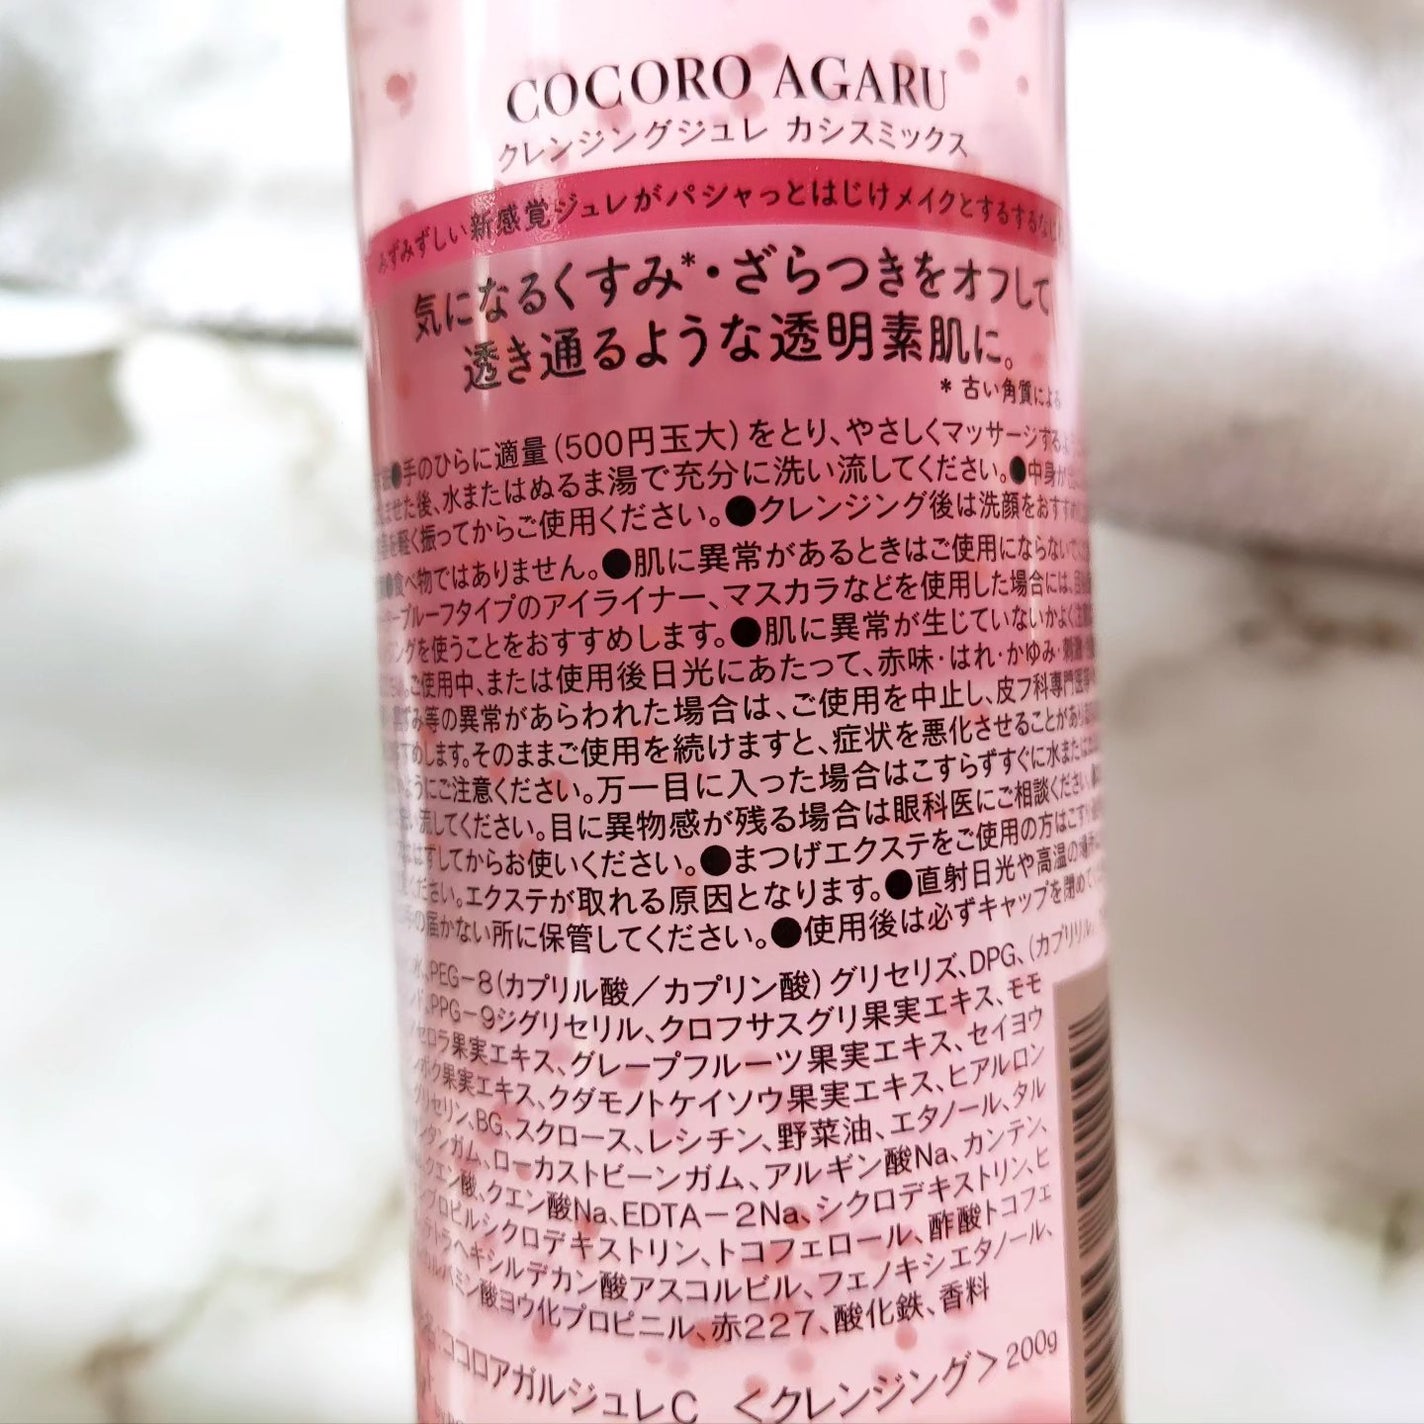 COCORO AGARU
クレンジングジュレ カシスミックス
みずみずしい新感覚ジュレがパシャっとはじけメイクとするするなじ
気になるくすみ*・ざらつきをオフして
透き通るような透明素肌に。
* 古い角質による
●手のひらに適量(500円玉大)をとり、やさしくマッサージする
ませた後、水またはぬるま湯で充分に洗い流してください。●中身が
を軽く振ってからご使用ください。●クレンジング後は洗顔をおすすめ
●食べ物ではありません。●肌に異常があるときはご使用にならないで
ープルーフタイプのアイライナー、マスカラなどを使用した場合には、
ングを使うことをおすすめします。●肌に異常が生じていないかよく注
。ご使用中、または使用後日光にあたって、赤味・はれ・かゆみ・刺激
ずみ等の異常があらわれた場合は、ご使用を中止し、皮フ科専門医
すめします。そのままご使用を続けますと、症状を悪化させることがあり
ようにご注意ください。万一目に入った場合はこすらずすぐに水または
流してください。目に異物感が残る場合は眼科医にご相談ください
はずしてからお使いください。●まつげエクステをご使用の方はこす
ください。エクステが取れる原因となります。●直射日光や高温の場所
の届かない所に保管してください。●使用後は必ずキャップを閉めて
水、PEG－8(カプリル酸／カプリン酸)グリセリズ、DPG、(カプリリル
PPG－9ジグリセリル、クロフサスグリ果実エキス、モモ
セロラ果実エキス、グレープフルーツ果実エキス、セイヨウ
ボク果実エキス、クダモノトケイソウ果実エキス、ヒアルロン
グリセリン、BG、スクロース、レシチン、野菜油、エタノール、タル
ンタンガム、ローカストビーンガム、アルギン酸Na、カンテン、
クエン酸、クエン酸Na、EDTA－2Na、シクロデキストリン、ヒ
プロピルシクロデキストリン、トコフェロール、酢酸トコフェ
テトラヘキシルデカン酸アスコルビル、フェノキシエタノール、
ルバミン酸ヨウ化プロピニル、赤227、酸化鉄、香料
名:ココロアガルジュレC ＜クレンジング＞200g